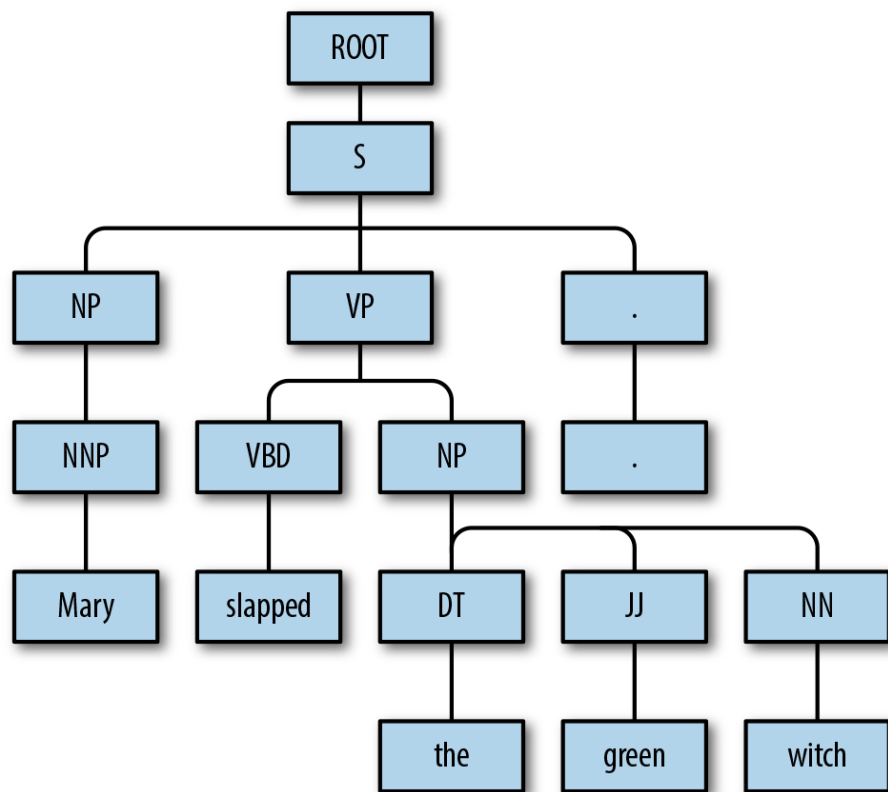 ROOT
S
NP VP .
NNP VBD NP .
Mary slapped DT JJ NN
the green witch